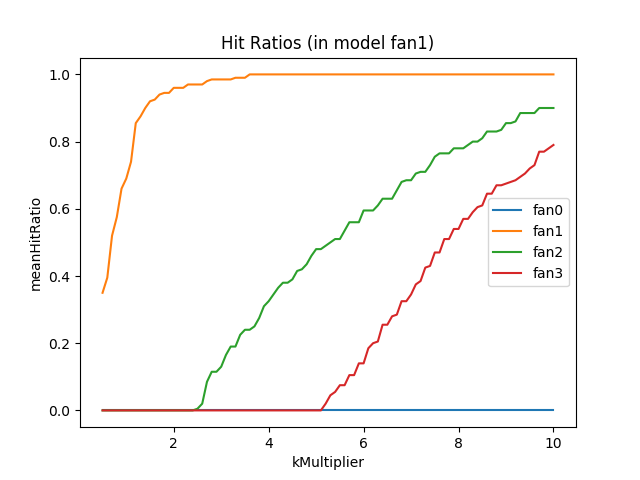 Hit Ratios (in model fan1)
meanHitRatio
1.0
0.8
0.6
0.4
0.2
0.0
fan0
fan1
fan2
fan3
2 4 6 8 10
kMultiplier